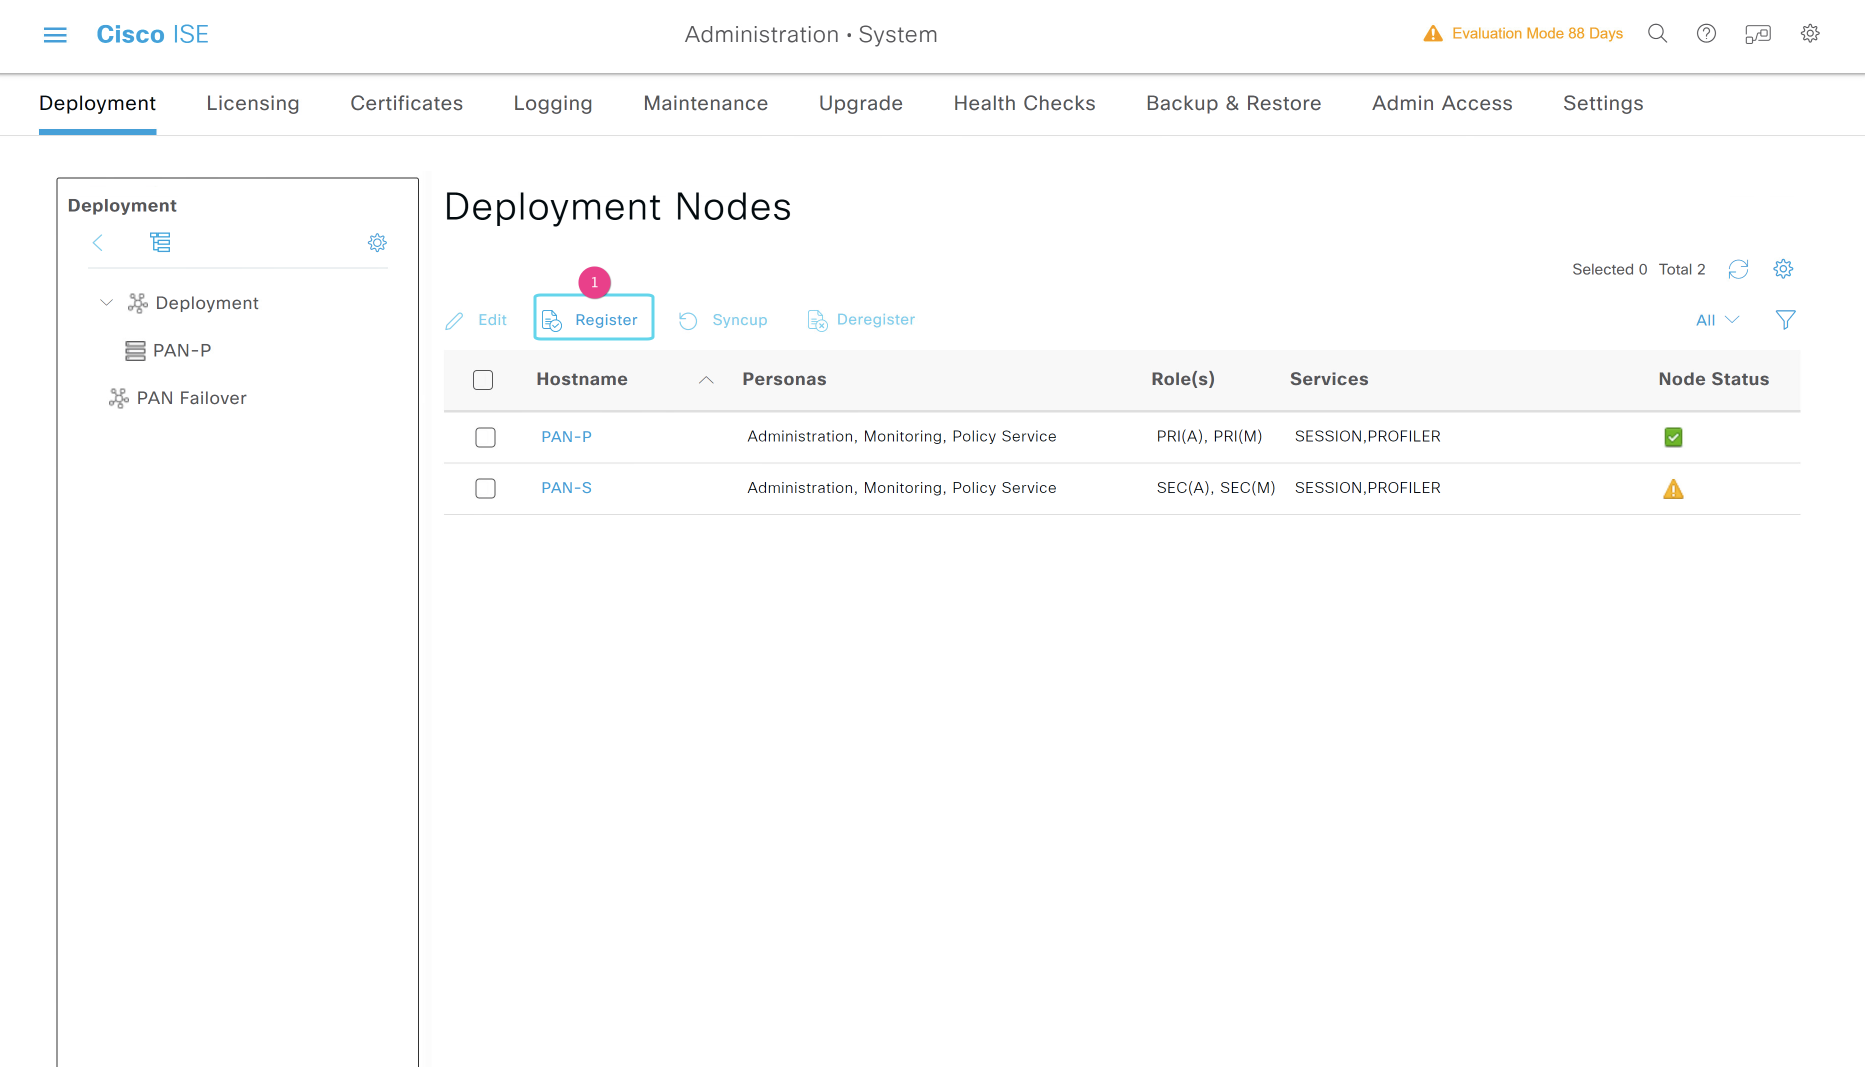 Cisco ISE
Administration • System
Evaluation Mode 88 Days
Deployment Licensing Certificates Logging Maintenance Upgrade Health Checks Backup & Restore Admin Access Settings
Deployment
Deployment
PAN-P
PAN Failover
Deployment Nodes
Selected 0 Total 2
1
Edit Register Syncup Deregister All
Hostname Personas Role(s) Services Node Status
PAN-P Administration, Monitoring, Policy Service PRI(A), PRI(M) SESSION,PROFILER
PAN-S Administration, Monitoring, Policy Service SEC(A), SEC(M) SESSION,PROFILER